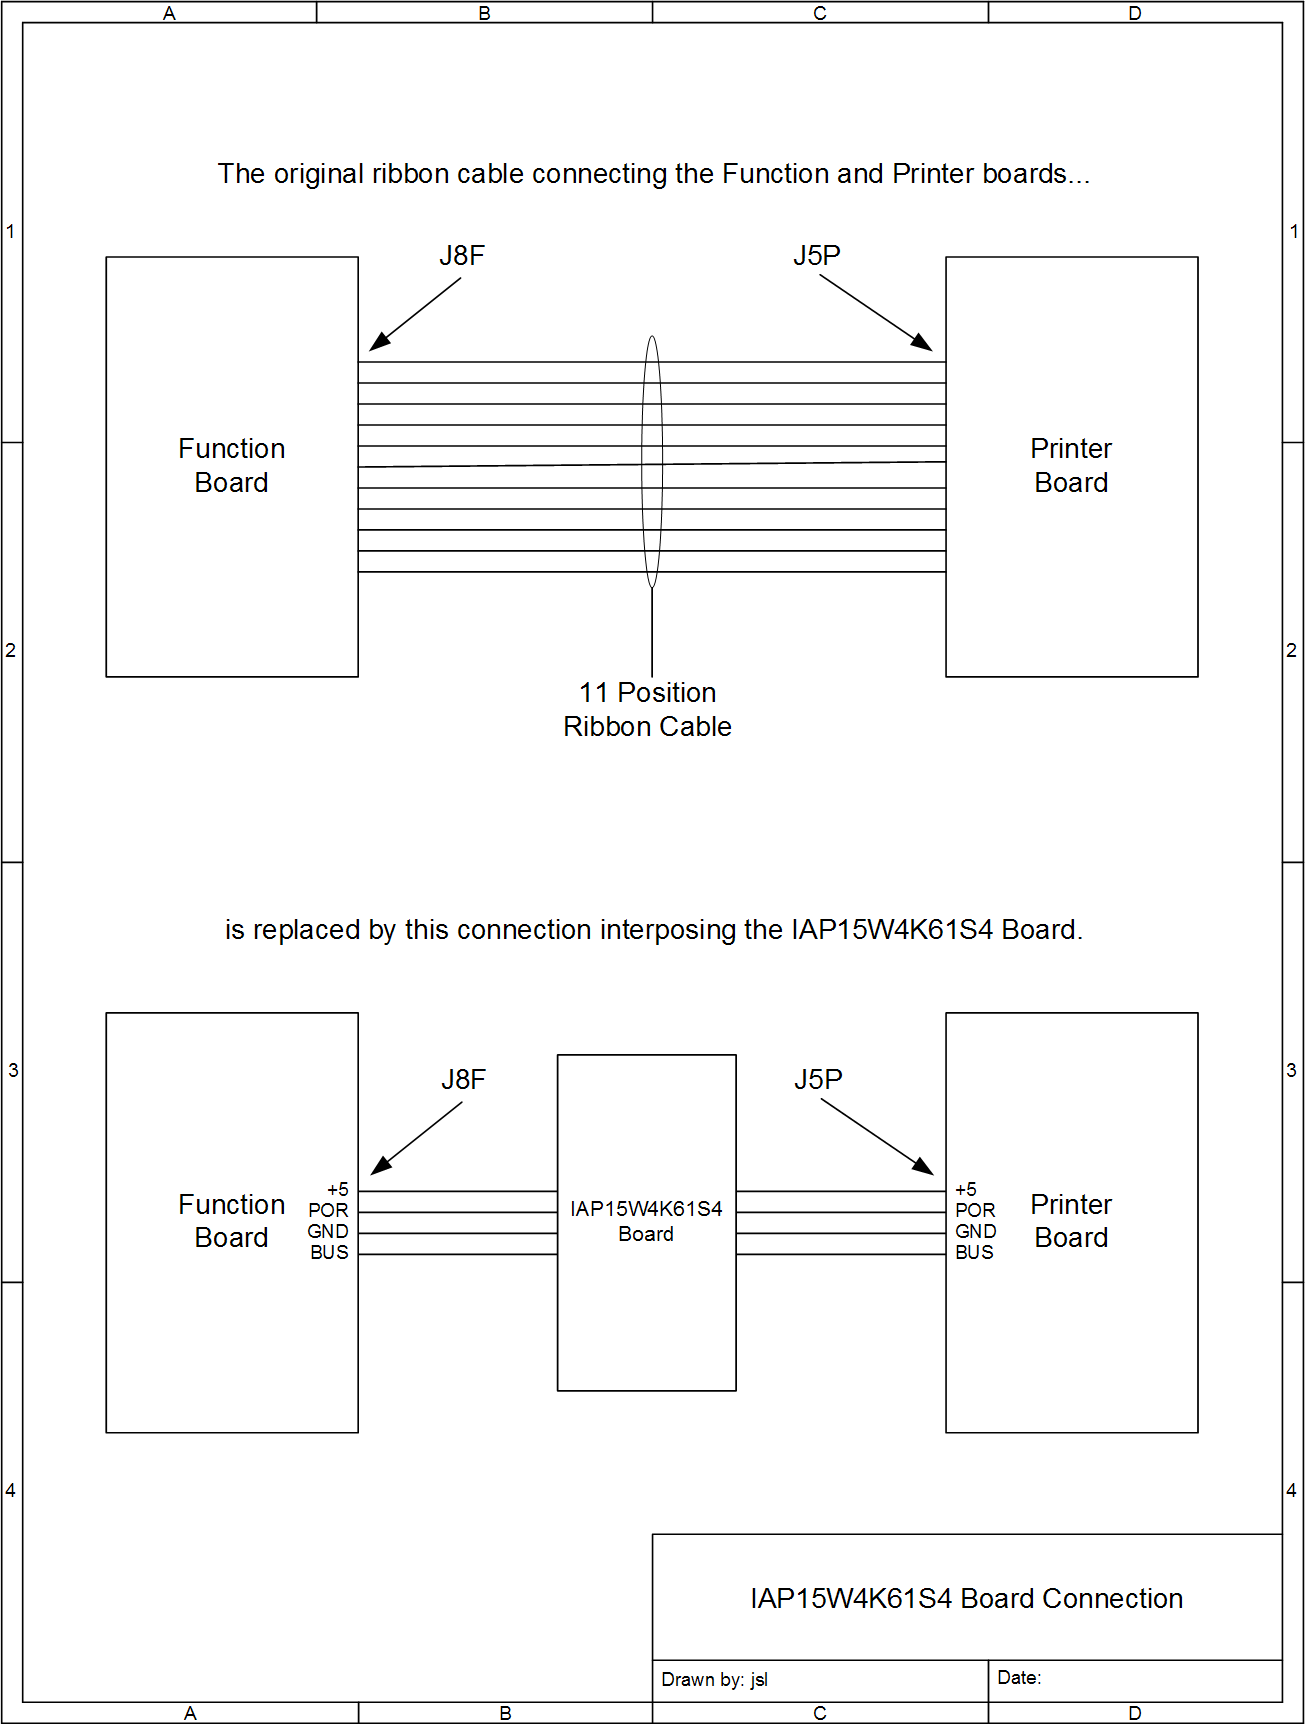 A B C D
The original ribbon cable connecting the Function and Printer boards...
1 1
J8F J5P
Function
Board
Printer
Board
2 2
11 Position
Ribbon Cable
is replaced by this connection interposing the IAP15W4K61S4 Board.
3 3
J8F J5P
Function
Board
+5
POR
GND
BUS
IAP15W4K61S4
Board
+5
POR
GND
BUS
Printer
Board
4 4
IAP15W4K61S4 Board Connection
Drawn by: jsl
Date:
A B C D